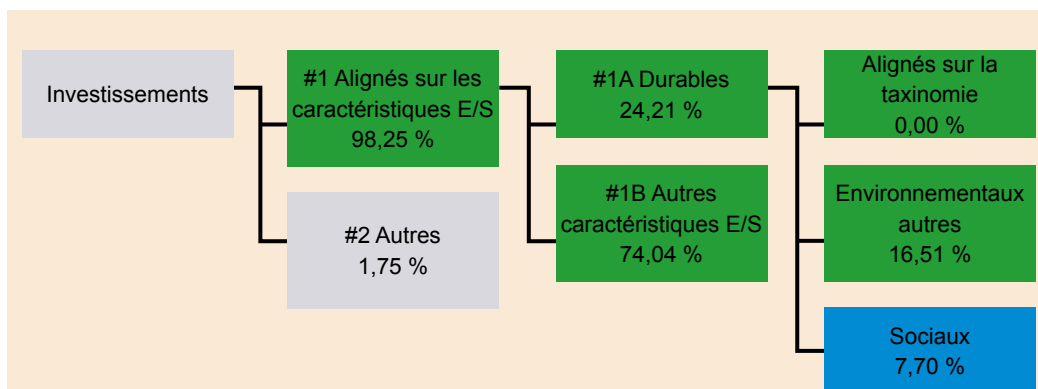 Investissements
#1 Alignés sur les
caractéristiques E/S
98,25 %
#2 Autres
1,75 %
#1A Durables
24,21 %
#1B Autres
caractéristiques E/S
74,04 %
Alignés sur la
taxinomie
0,00 %
Environnementaux
autres
16,51 %
Sociaux
7,70 %